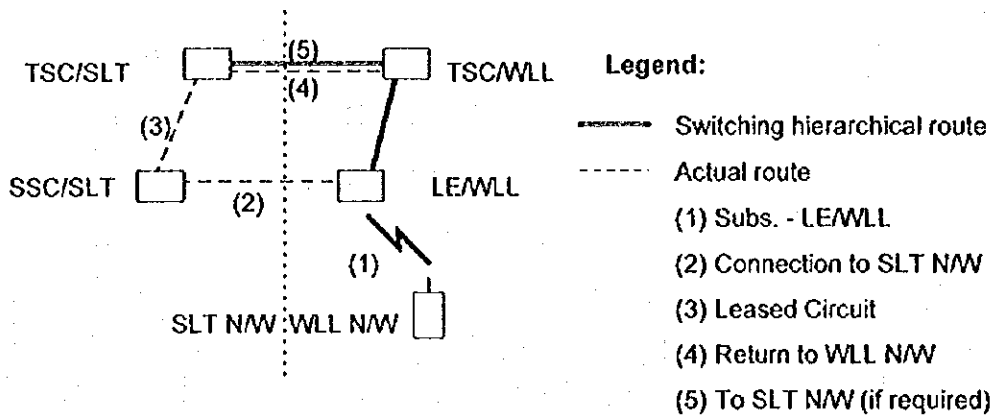 (5)
TSC/SLT
(4)
TSC/WLL
(3)
SSC/SLT
(2)
LE/WLL
(1)
SLT N/W
WLL N/W
Legend:
Switching hierarchical route
Actual route
(1) Subs. - LE/WLL
(2) Connection to SLT N/W
(3) Leased Circuit
(4) Return to WLL N/W
(5) To SLT N/W (if required)